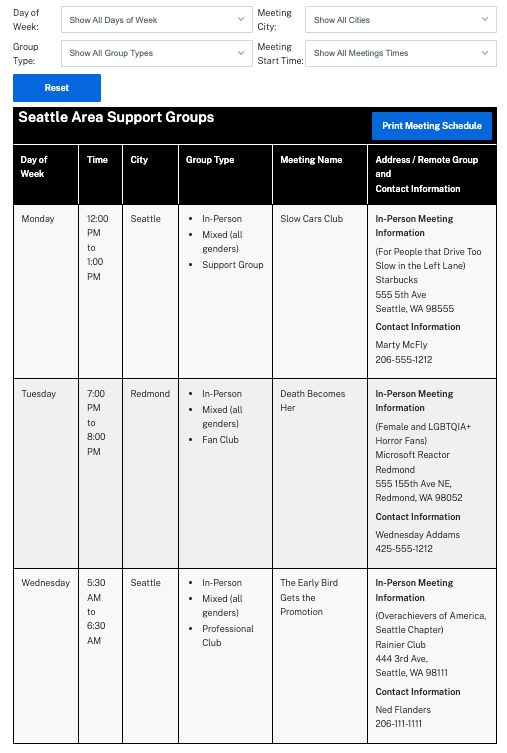 Day of Week: Show All Days of Week
Meeting City: Show All Cities
Group Type: Show All Group Types
Meeting Start Time: Show All Meetings Times
Reset
Seattle Area Support Groups
Print Meeting Schedule
Day of Week
Time
City
Group Type
Meeting Name
Address / Remote Group
and
Contact Information
Monday
12:00
PM
to
1:00
PM
Seattle
• In-Person
• Mixed (all
genders)
• Support Group
Slow Cars Club
In-Person Meeting
Information
(For People that Drive Too
Slow in the Left Lane)
Starbucks
555 5th Ave
Seattle, WA 98555
Contact Information
Marty McFly
206-555-1212
Tuesday
7:00
PM
to
8:00
PM
Redmond
• In-Person
• Mixed (all
genders)
• Fan Club
Death Becomes
Her
In-Person Meeting
Information
(Female and LGBTQIA+
Horror Fans)
Microsoft Reactor
Redmond
555 155th Ave NE,
Redmond, WA 98052
Contact Information
Wednesday Addams
425-555-1212
Wednesday
5:30
AM
to
6:30
AM
Seattle
• In-Person
• Mixed (all
genders)
• Professional
Club
The Early Bird
Gets the
Promotion
In-Person Meeting
Information
(Overachievers of America,
Seattle Chapter)
Rainier Club
444 3rd Ave,
Seattle, WA 98111
Contact Information
Ned Flanders
206-111-1111